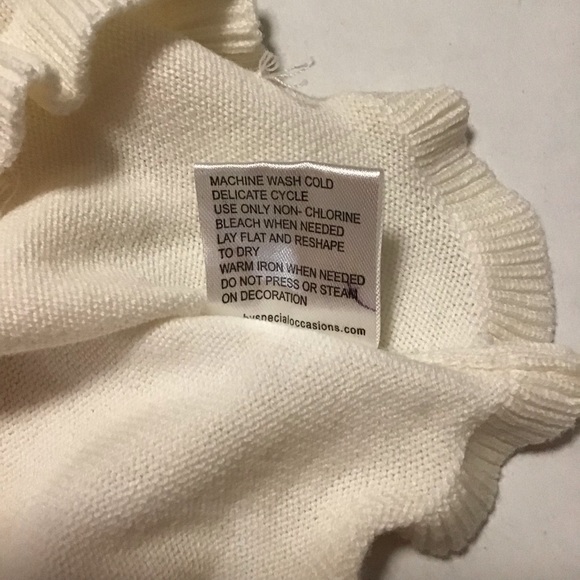 MACHINE WASH COLD
DELICATE CYCLE
USE ONLY NON- CHLORINE
BLEACH WHEN NEEDED
LAY FLAT AND RESHAPE
TO DRY
WARM IRON WHEN NEEDED
DO NOT PRESS OR STEAM
ON DECORATION
byspecialoccasions.com